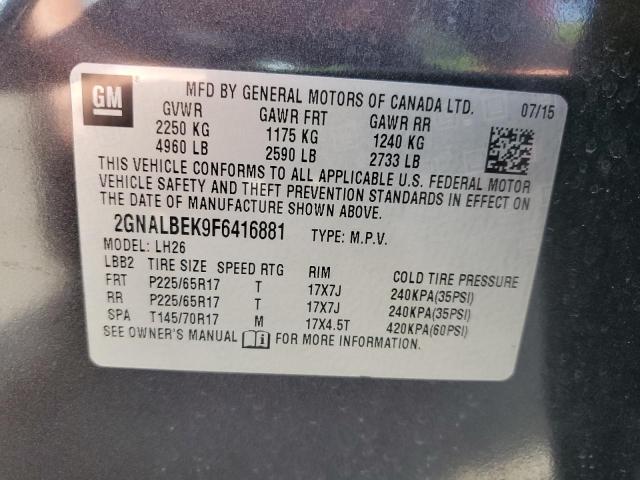 GM
MFD BY GENERAL MOTORS OF CANADA LTD. 07/15
GVWR GAWR FRT GAWR RR
2250 KG 1175 KG 1240 KG
4960 LB 2590 LB 2733 LB
THIS VEHICLE CONFORMS TO ALL APPLICABLE U.S. FEDERAL MOTOR
VEHICLE SAFETY AND THEFT PREVENTION STANDARDS IN EFFECT ON
THE DATE OF MANUFACTURE SHOWN ABOVE.
2GNALBEK9F6416881 TYPE: M.P.V.
MODEL: LH26
LBB2 TIRE SIZE SPEED RTG RIM COLD TIRE PRESSURE
FRT P225/65R17 T 17X7J 240KPA(35PSI)
RR P225/65R17 T 17X7J 240KPA(35PSI)
SPA T145/70R17 M 17X4.5T 420KPA(60PSI)
SEE OWNER'S MANUAL FOR MORE INFORMATION.